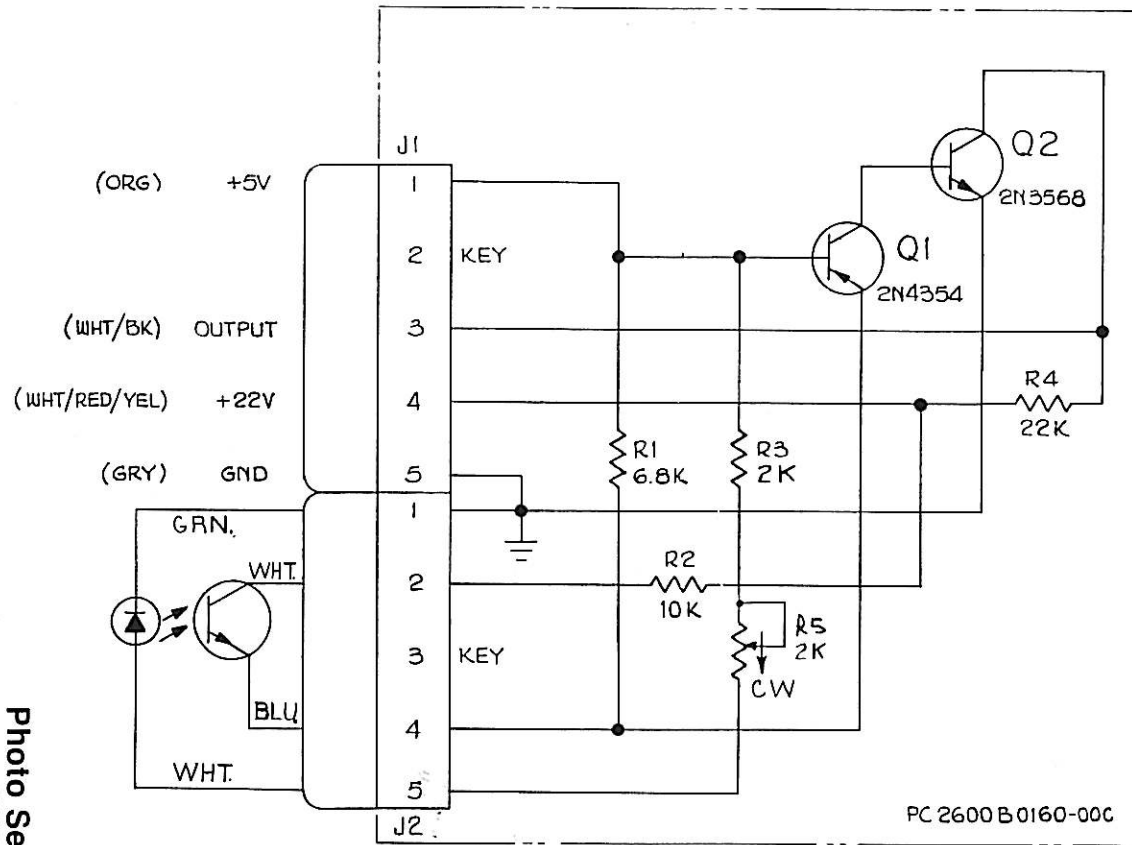 J1
(ORG) +5V 1
2 KEY
(WHT/BK) OUTPUT 3
(WHT/RED/YEL) +22V 4
(GRY) GND 5
Q2
2N3568
Q1
2N4354
R4
22K
R1
6.8K
R3
2K
GRN. 1
WHT. 2
R2
10K
3 KEY
R5
2K
CW
BLU 4
WHT. 5
J2
PC 2600 B 0160-00C
Photo Se